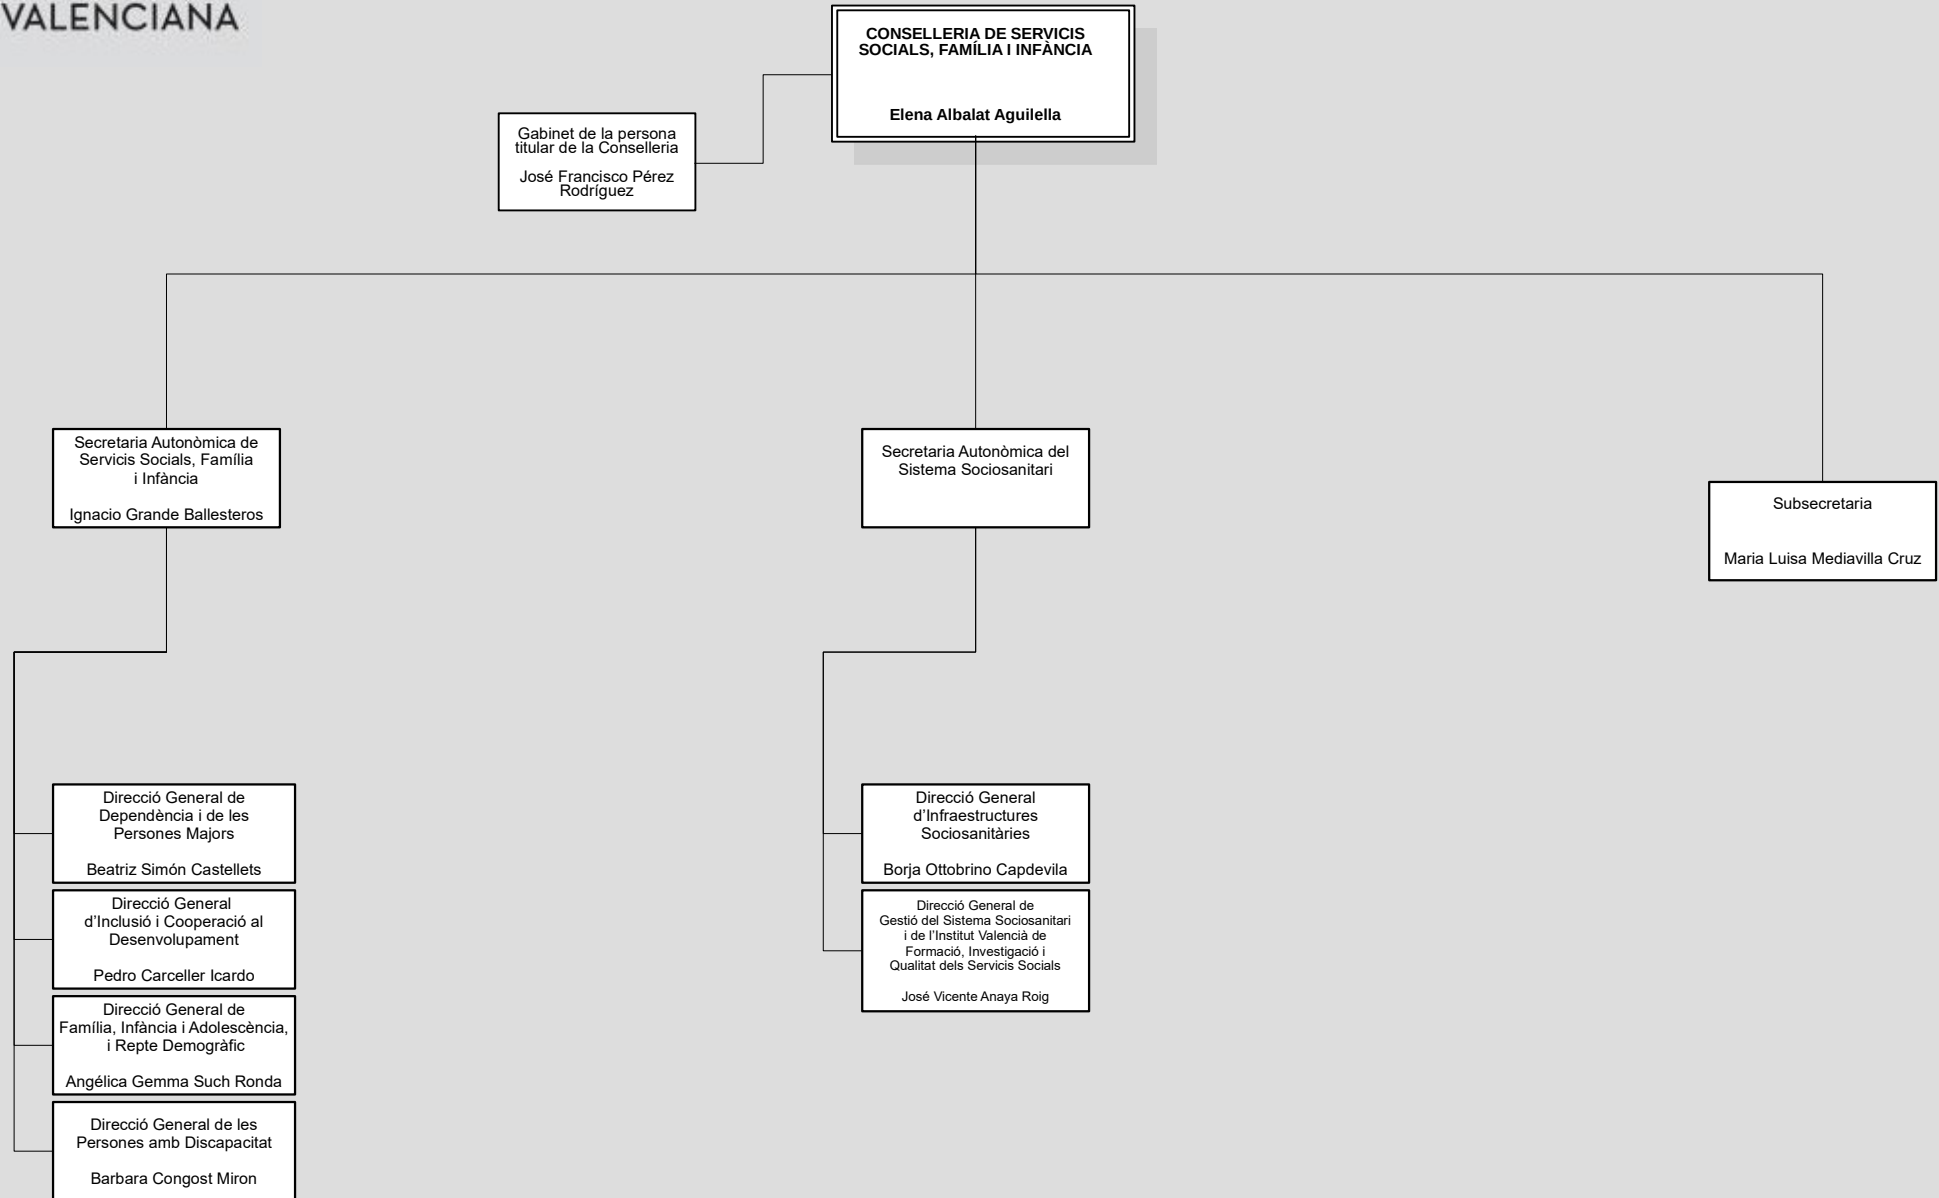 VALENCIANA
CONSELLERIA DE SERVICIS
SOCIALS, FAMÍLIA I INFÀNCIA
Elena Albalat Aguilella
Gabinet de la persona
titular de la Conselleria
José Francisco Pérez
Rodríguez
Secretaria Autonòmica de
Servicis Socials, Família
i Infància
Ignacio Grande Ballesteros
Secretaria Autonòmica del
Sistema Sociosanitari
Subsecretaria
Maria Luisa Mediavilla Cruz
Direcció General de
Dependència i de les
Persones Majors
Beatriz Simón Castellets
Direcció General
d'Inclusió i Cooperació al
Desenvolupament
Pedro Carceller Icardo
Direcció General de
Família, Infància i Adolescència,
i Repte Demogràfic
Angélica Gemma Such Ronda
Direcció General de les
Persones amb Discapacitat
Barbara Congost Miron
Direcció General
d'Infraestructures
Sociosanitàries
Borja Ottobrino Capdevila
Direcció General de
Gestió del Sistema Sociosanitari
i de l'Institut Valencià de
Formació, Investigació i
Qualitat dels Servicis Socials
José Vicente Anaya Roig